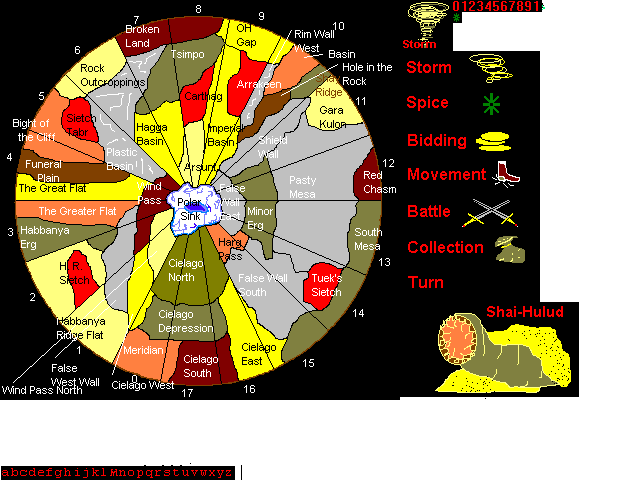 01234567891
Storm
8
7
9
10
Broken
Land
OH
Gap
Rim Wall
West
Tsimpo
Basin
6
Rock
Outcroppings
Hole in the
Rock
Arrakeen
Ridge
5
Carthag
Gara
Kulon
11
Sietch
Tabr
Bight of
the Cliff
Hagga
Basin
Imperial
Basin
Shield
Wall
4
Plastic
Basin
Funeral
Plain
Arsunt
12
The Great Flat
Wind
Pass
False
Wall
East
Pasty
Mesa
Red
Chasm
Polar
Sink
The Greater Flat
Minor
Erg
3
Habbanya
Erg
Harg
Pass
South
Mesa
13
H.R.
Sietch
Cielago
North
False Wall
South
Tuek's
Sietch
2
Habbanya
Ridge Flat
Cielago
Depression
14
1
Meridian
Cielago
East
15
False
West Wall
0
Cielago
South
Wind Pass North
Cielago West
17
16
Storm
Spice
Bidding
Movement
Battle
Collection
Turn
Shai-Hulud
abcdefghijklmnopqrstuvwxyz